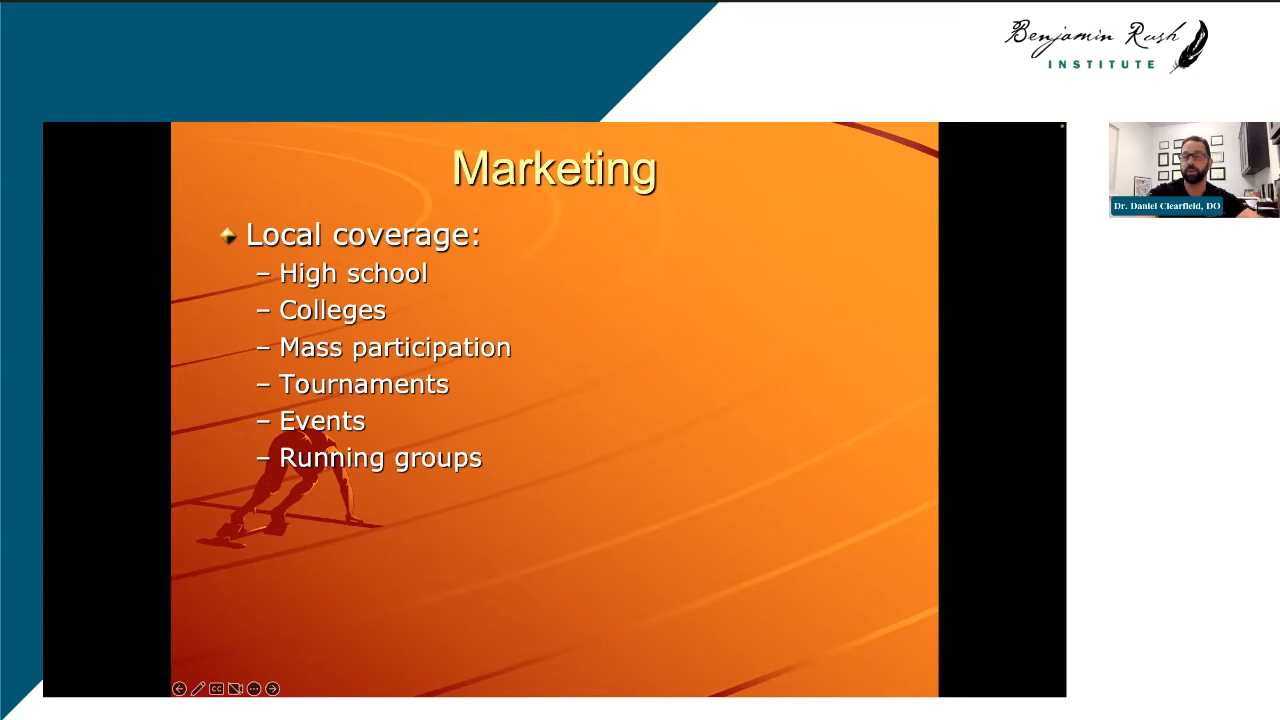 Benjamin Rush
INSTITUTE
Marketing
Local coverage:
– High school
– Colleges
– Mass participation
– Tournaments
– Events
– Running groups
Dr. Daniel Clearfield, DO
CC